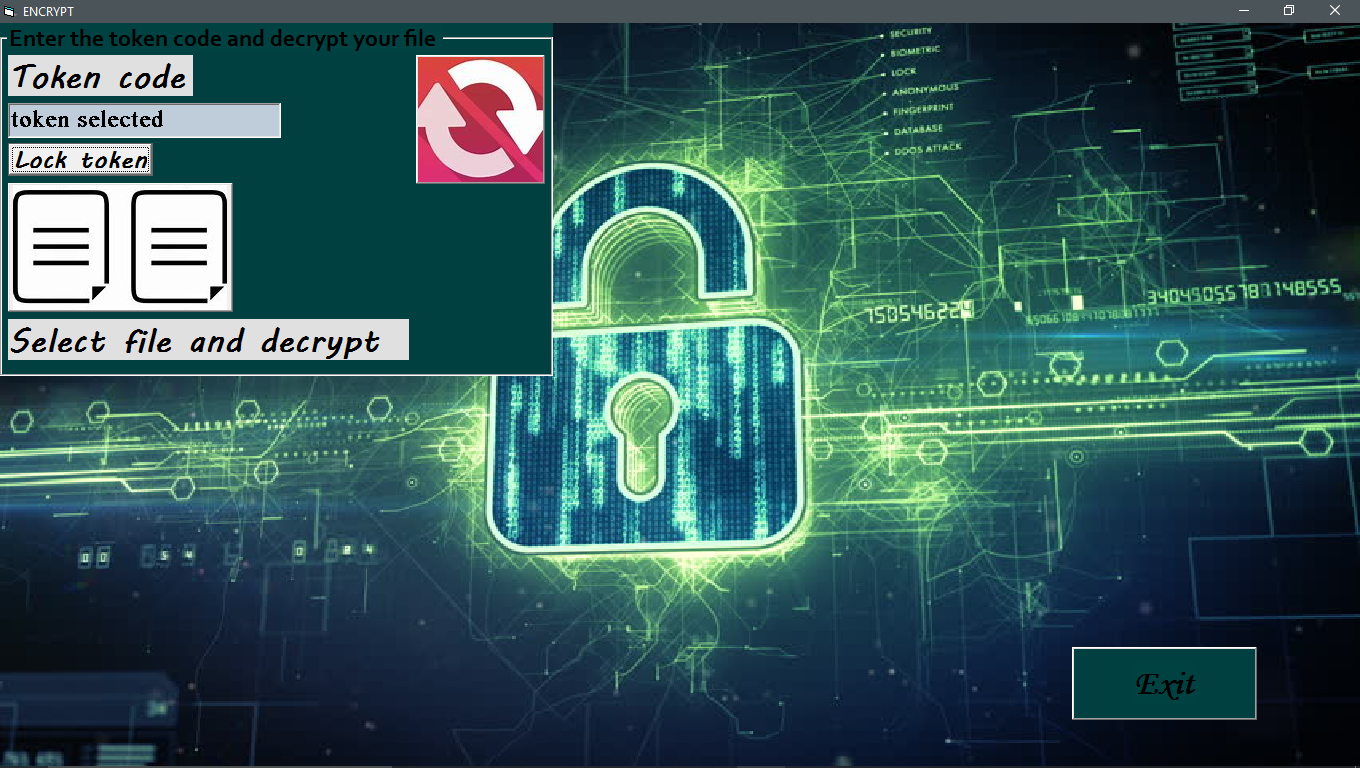 ENCRYPT
Enter the token code and decrypt your file
Token code
token selected
Lock token
Select file and decrypt
SECURITY
BIOMETRIC
LOCK
ANONYMOUS
FINGERPRINT
DATABASE
DDOS ATTACK
Exit